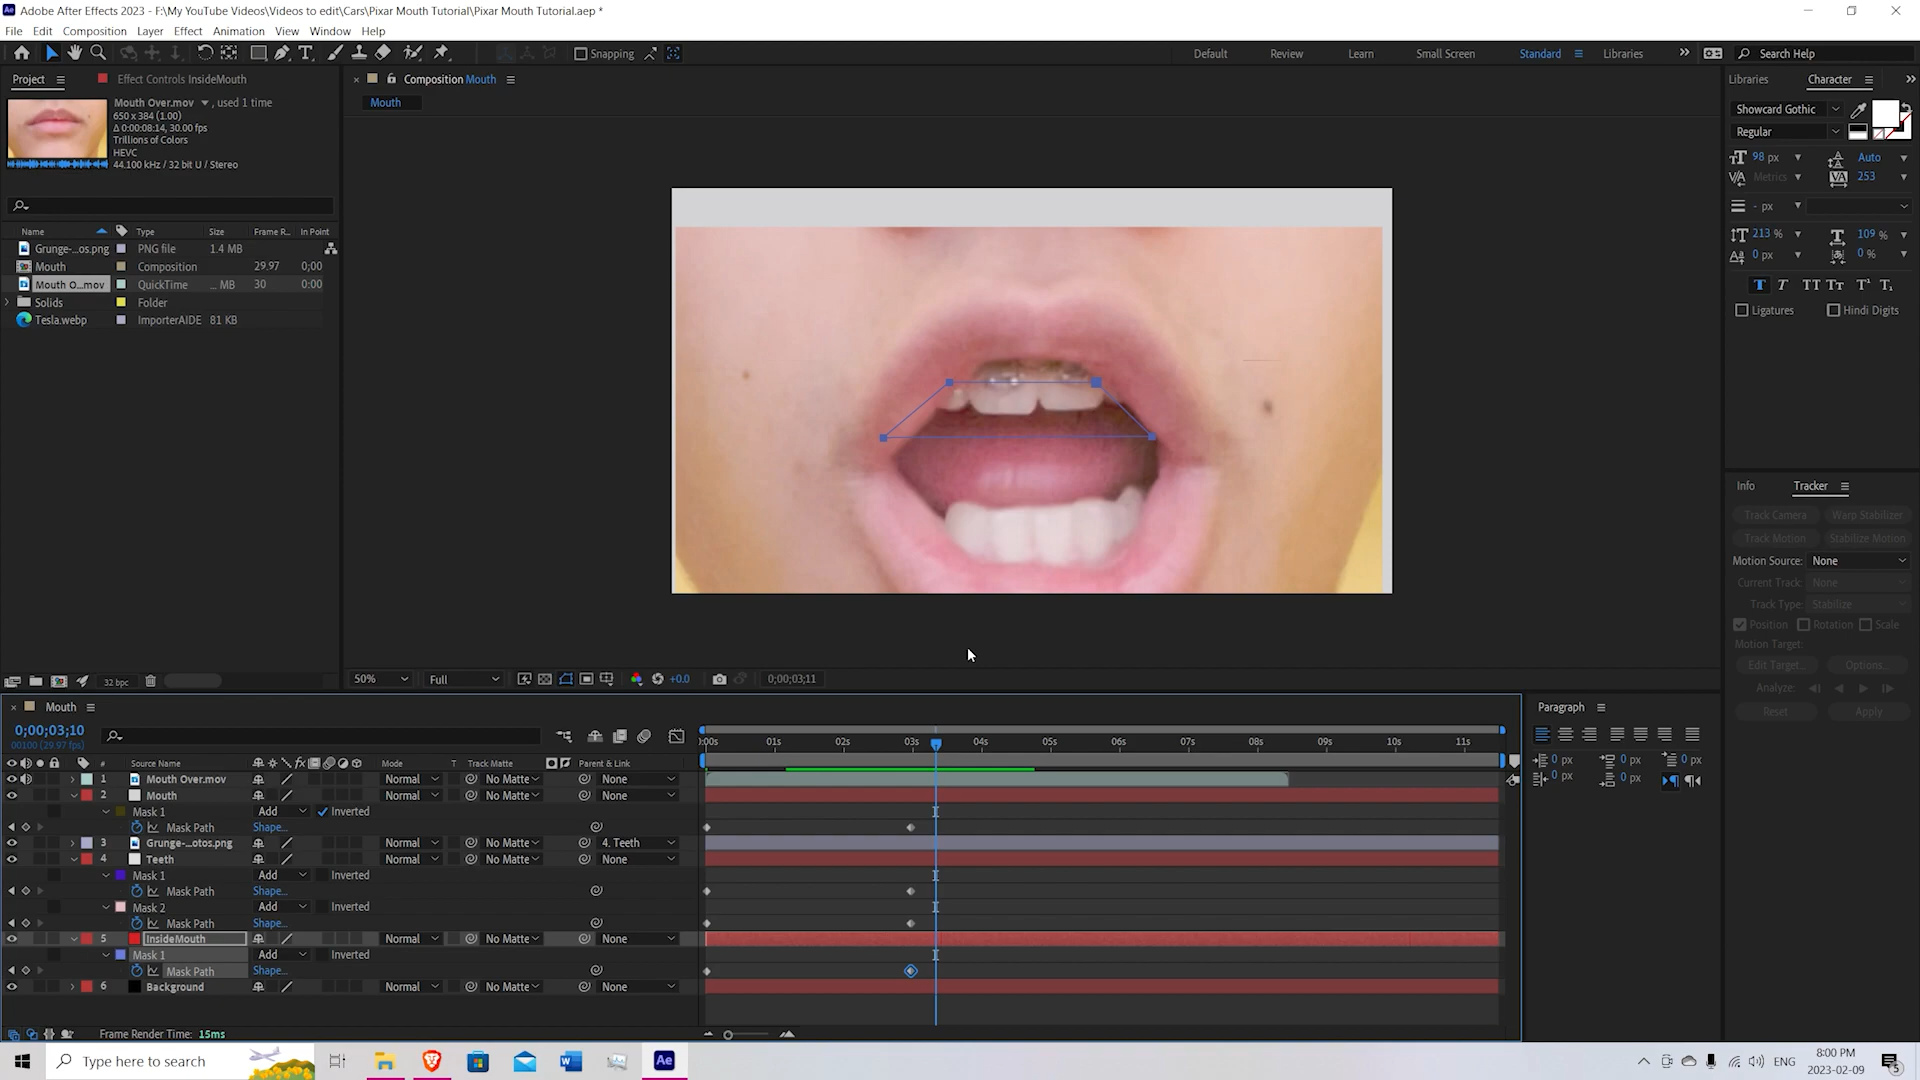 Adobe After Effects 2023 - F:\My YouTube Videos\Videos to edit\Cars\Pixar Mouth Tutorial\Pixar Mouth Tutorial.aep *
File Edit Composition Layer Effect Animation View Window Help
Snapping Default Review Learn Small Screen Standard Libraries Search Help
Project Effect Controls InsideMouth
Composition Mouth
Libraries Character
Mouth Over.mov , used 1 time
650 x 384 (1.00)
Δ 0:00:08:14, 30.00 fps
Trillions of Colors
HEVC
44.100 kHz / 32 bit U / Stereo
Mouth
Showcard Gothic
Regular
98 px Auto
Metrics 253
- px
213 % 109 %
0 px 0 %
Ligatures Hindi Digits
Name Type Size Frame R... In Point
Grunge-...os.png PNG file 1.4 MB
Mouth Composition 29.97 0;00
Mouth O...mov QuickTime ... MB 30 0:00
Solids Folder
Tesla.webp ImporterAIDE 81 KB
Info Tracker
Track Camera Warp Stabilizer
Track Motion Stabilize Motion
Motion Source: None
Current Track: None
Track Type: Stabilize
Position Rotation Scale
Motion Target:
Edit Target... Options...
Analyze:
Reset Apply
32 bpc
50% Full +0.0 0;00;03;11
Mouth
0;00;03;10
00100 (29.97 fps)
:00s 01s 02s 03s 04s 05s 06s 07s 08s 09s 10s 11s
# Source Name Mode T Track Matte Parent & Link
1 Mouth Over.mov Normal No Matte None
2 Mouth Normal No Matte None
Mask 1 Add Inverted
Mask Path Shape...
3 Grunge-...otos.png Normal No Matte 4. Teeth
4 Teeth Normal No Matte None
Mask 1 Add Inverted
Mask Path Shape...
Mask 2 Add Inverted
Mask Path Shape...
5 InsideMouth Normal No Matte None
Mask 1 Add Inverted
Mask Path Shape...
6 Background Normal No Matte None
Frame Render Time: 15ms
Paragraph
0 px 0 px 0 px
0 px 0 px
Type here to search
ENG
8:00 PM
2023-02-09
5